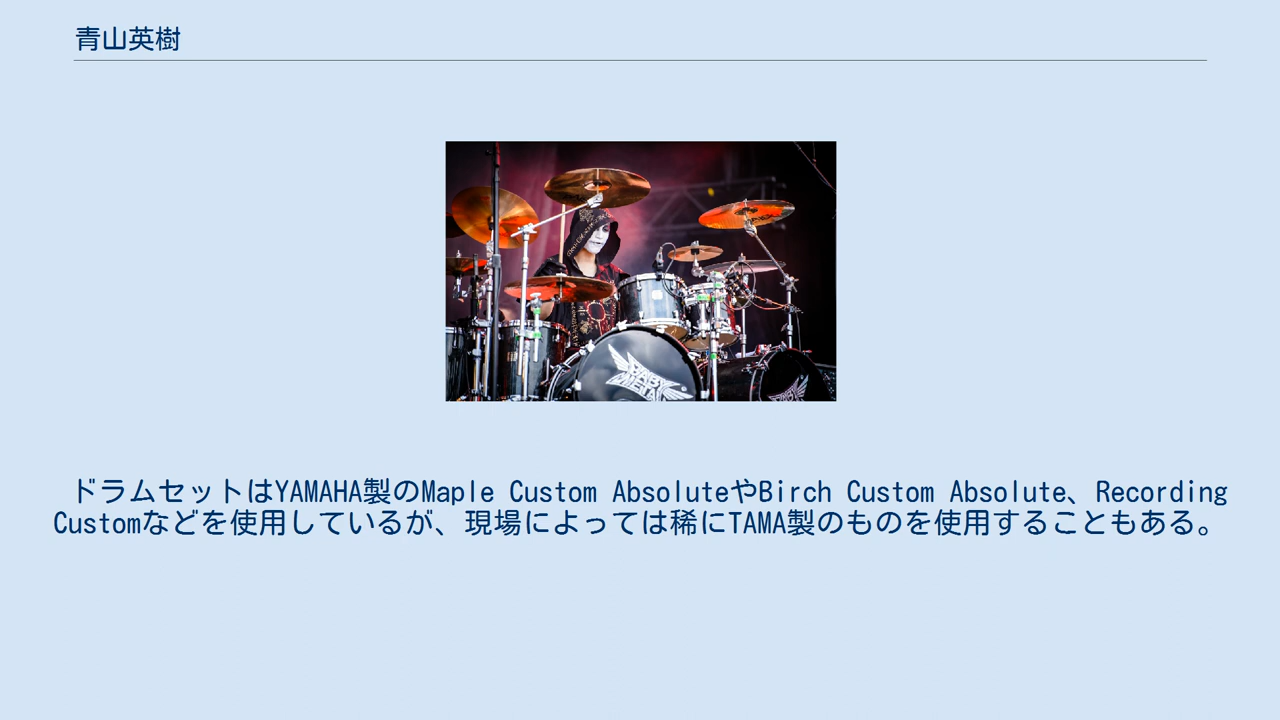 青山英樹
BABY
METAL
ドラムセットはYAMAHA製のMaple Custom AbsoluteやBirch Custom Absolute、Recording
Customなどを使用しているが、現場によっては稀にTAMA製のものを使用することもある。